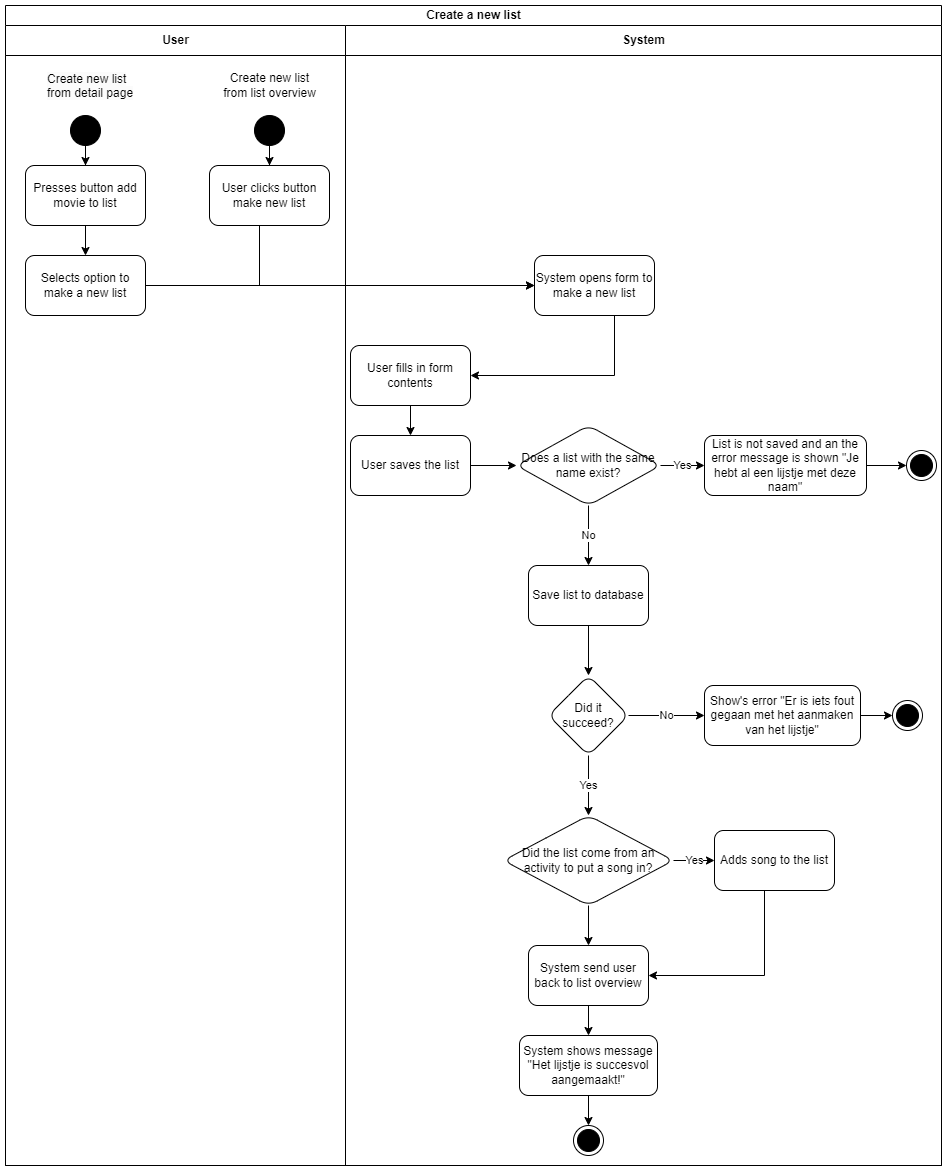 Create a new list
User
System
Create new list
from detail page
Create new list
from list overview
Presses button add
movie to list
User clicks button
make new list
Selects option to
make a new list
System opens form to
make a new list
User fills in form
contents
User saves the list
Does a list with the same
name exist?
Yes
List is not saved and an the
error message is shown "Je
hebt al een lijstje met deze
naam"
No
Save list to database
Did it
succeed?
No
Show's error "Er is iets fout
gegaan met het aanmaken
van het lijstje"
Yes
Did the list come from an
activity to put a song in?
Yes
Adds song to the list
System send user
back to list overview
System shows message
"Het lijstje is succesvol
aangemaakt!"